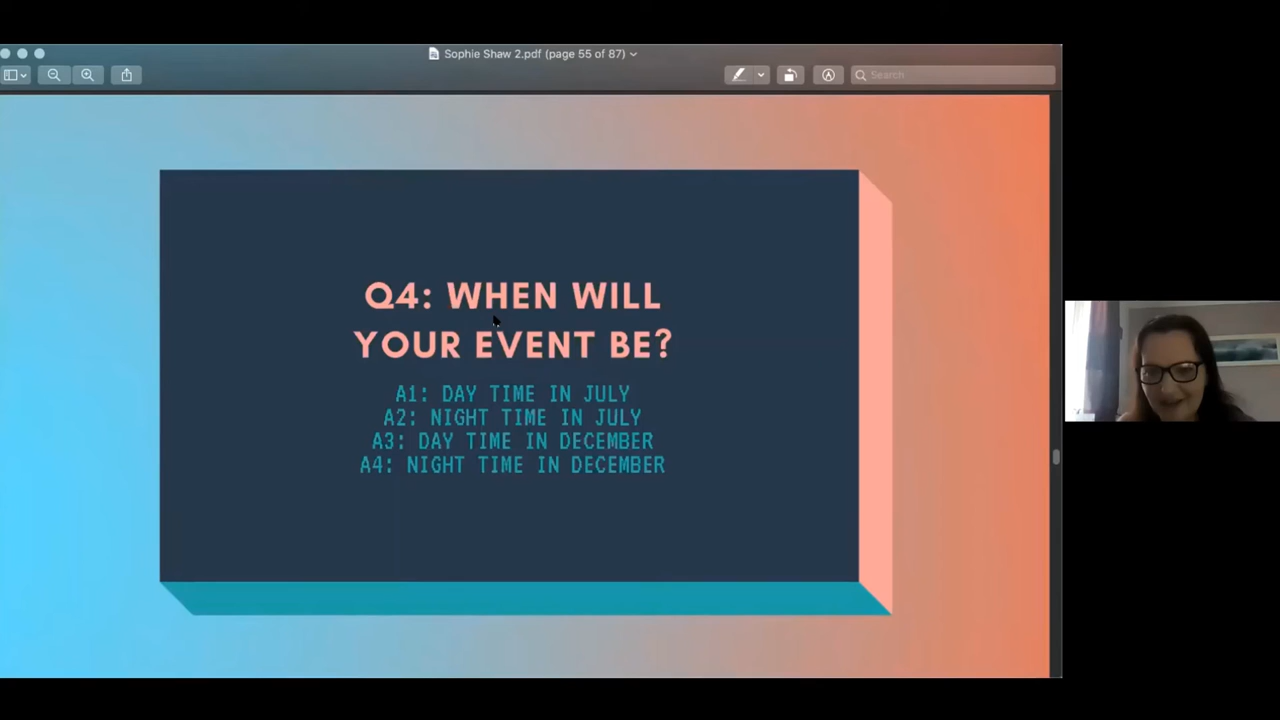 Sophie Shaw 2.pdf (page 55 of 87)
Search
Q4: WHEN WILL
YOUR EVENT BE?
A1: DAY TIME IN JULY
A2: NIGHT TIME IN JULY
A3: DAY TIME IN DECEMBER
A4: NIGHT TIME IN DECEMBER